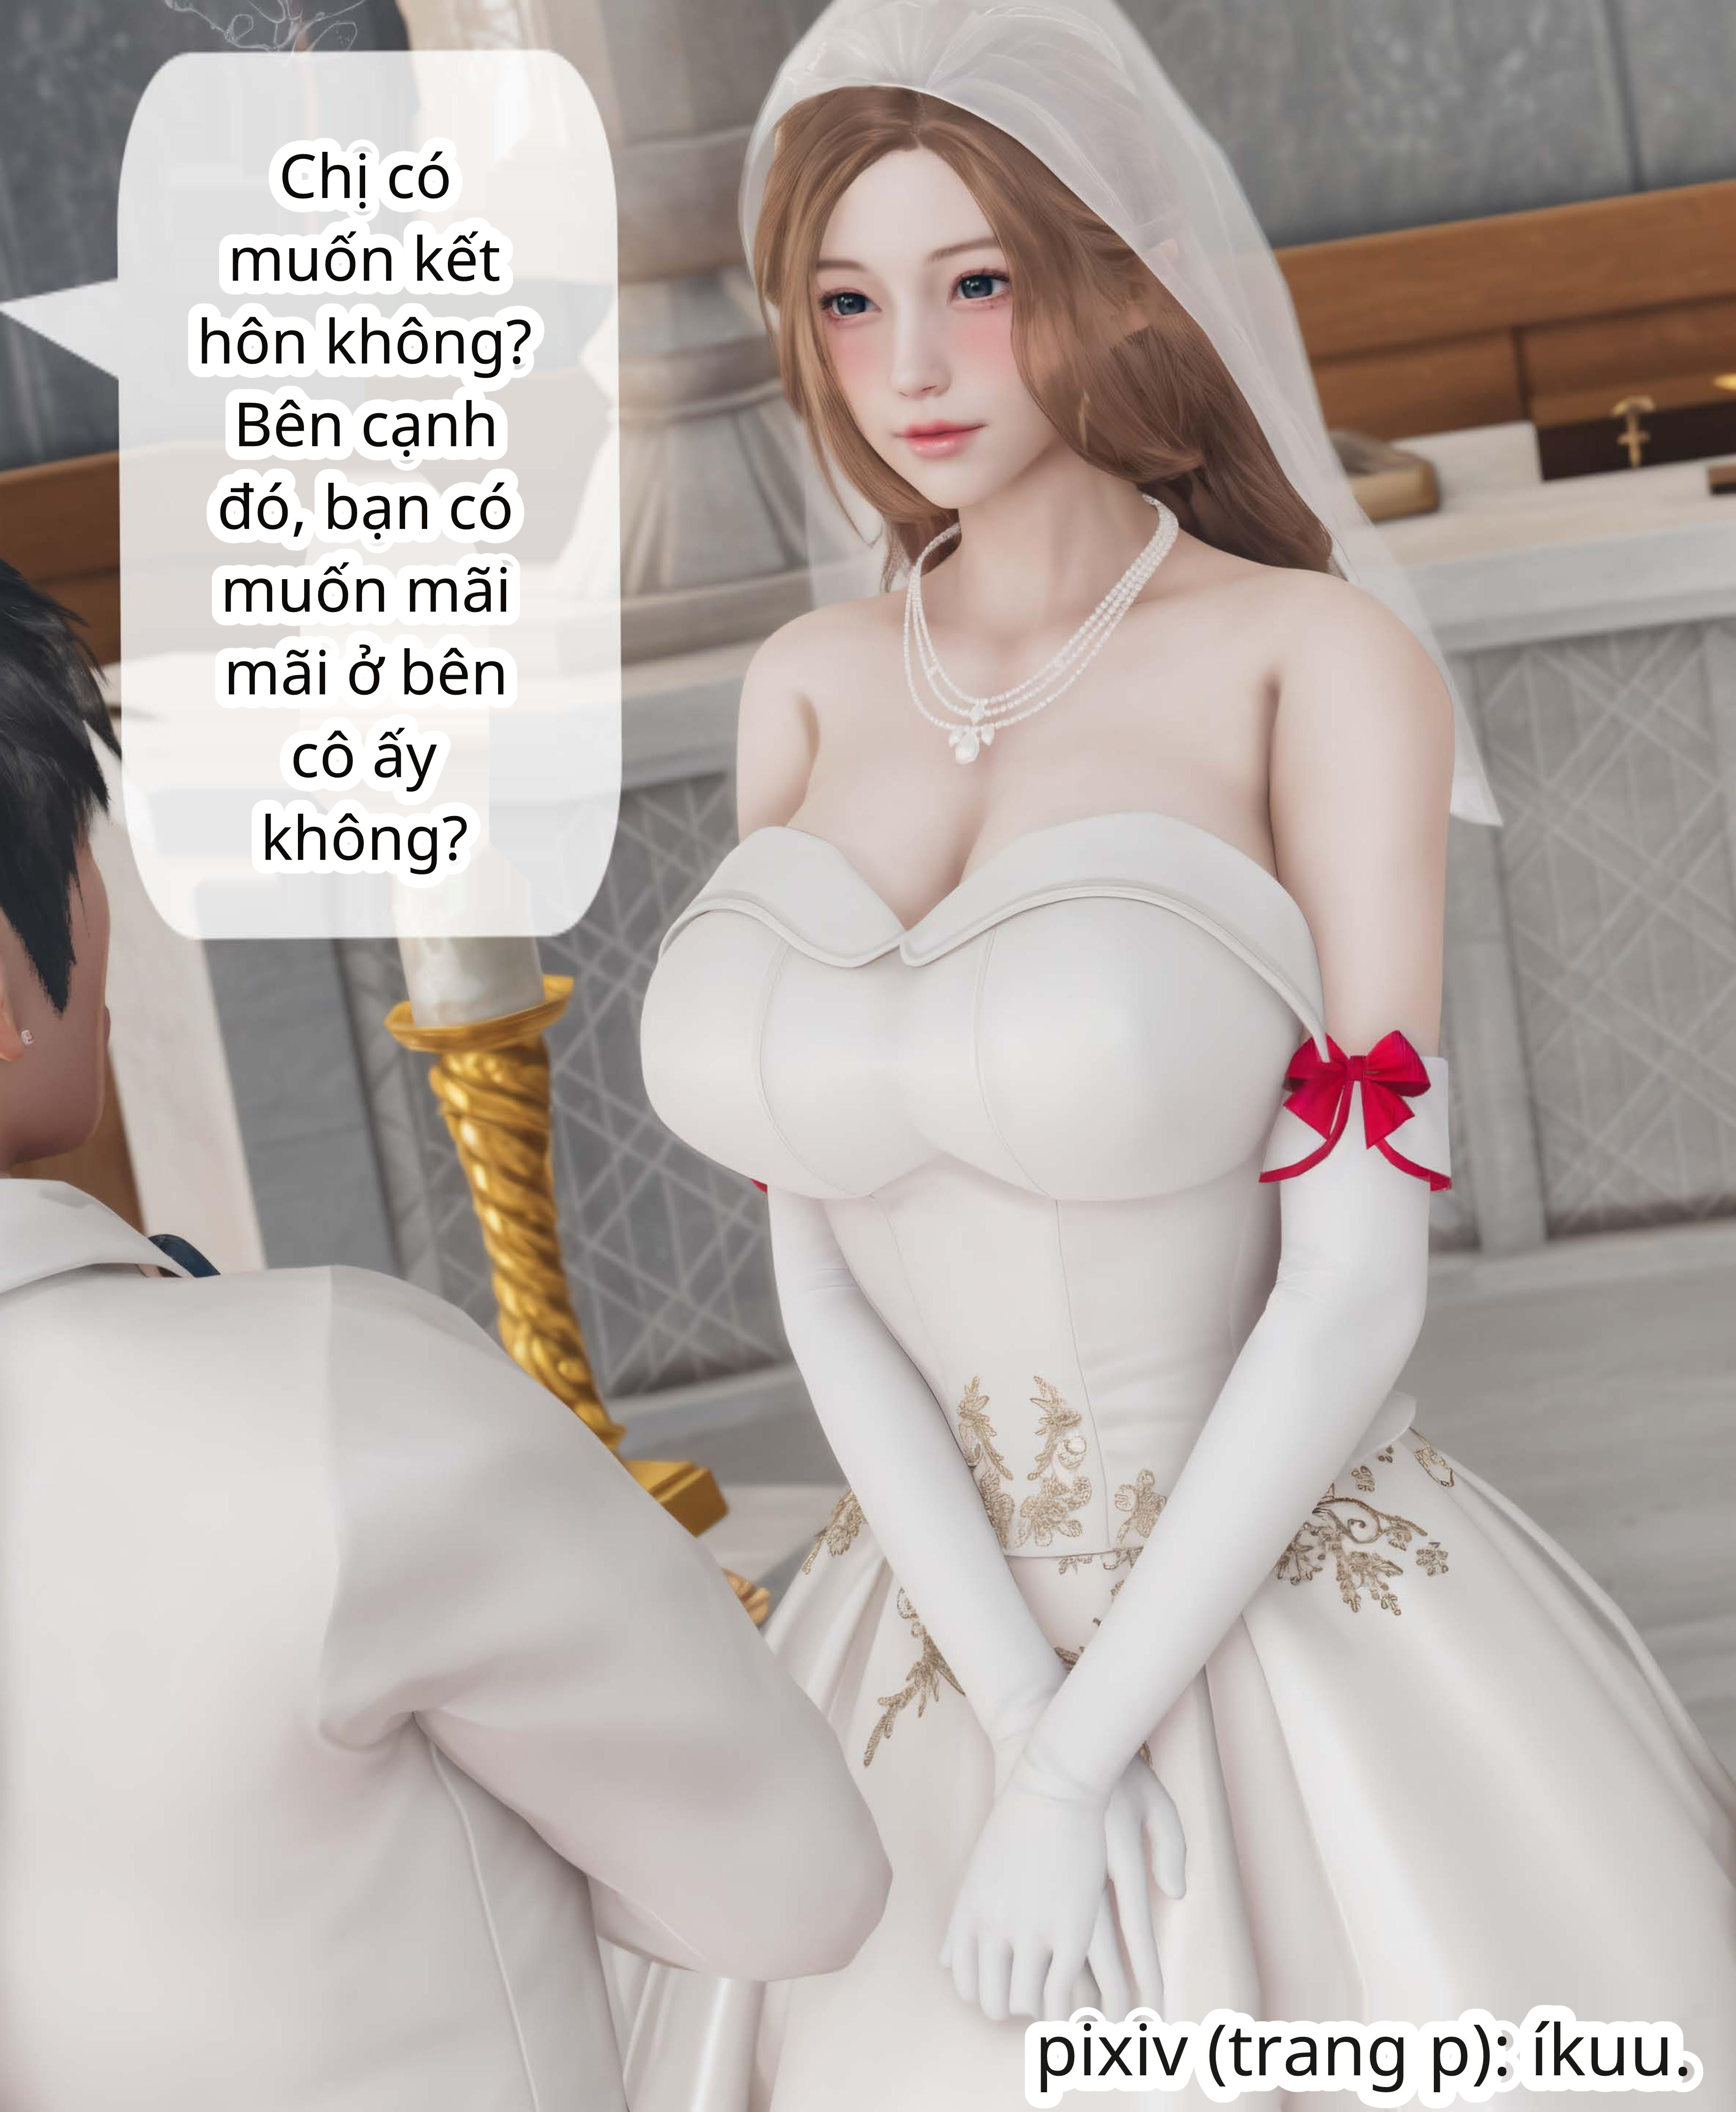 Chị có
muốn kết
hôn không?
Bên cạnh
đó, bạn có
muốn mãi
mãi ở bên
cô ấy
không?
pixiv (trang p): íkuu.